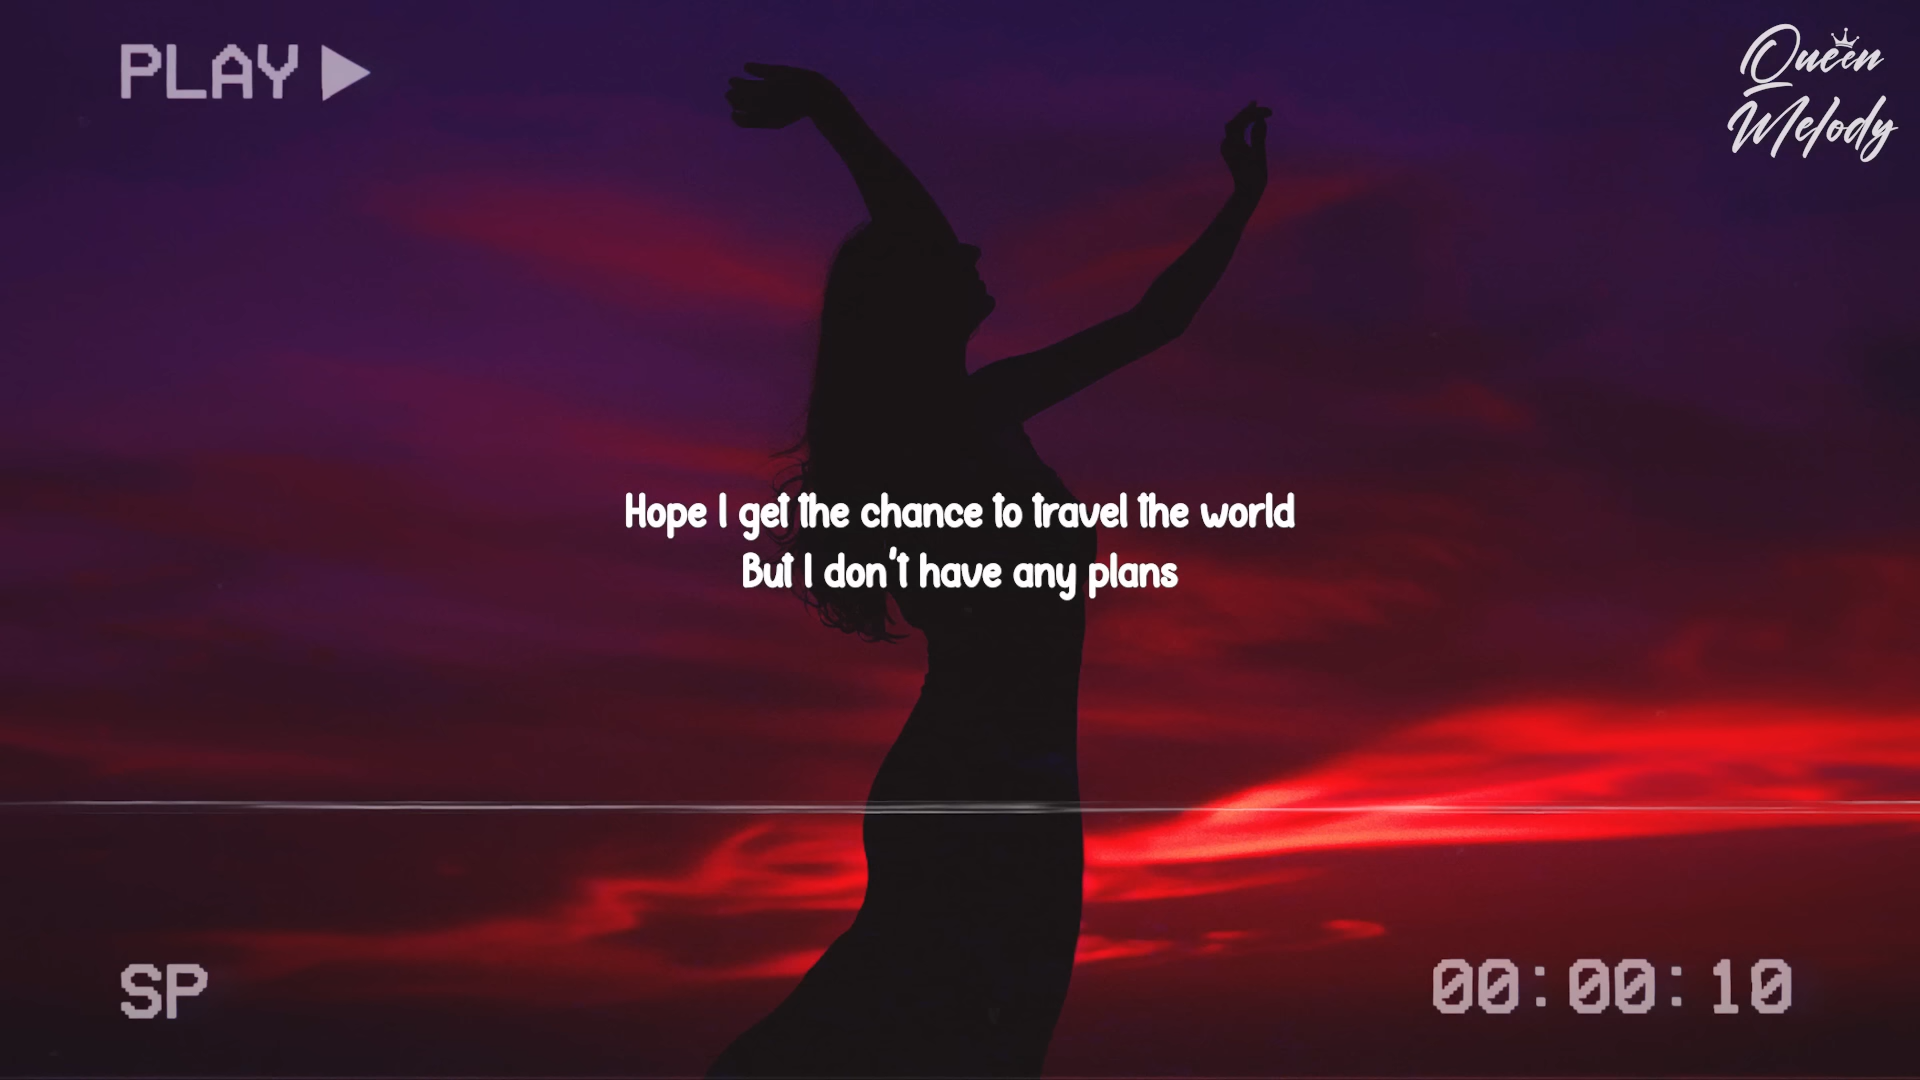 PLAY
Queen
Melody
Hope I get the chance to travel the world
But I don't have any plans
SP
00:00:10